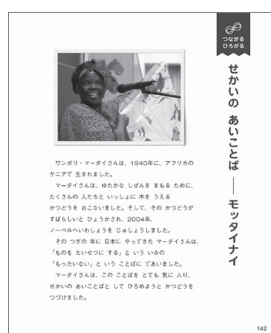 つながる
ひろがる
せかいの あいことば ― モッタイナイ
ワンガリ・マータイさんは、1940年に、アフリカの
ケニアで 生まれました。
マータイさんは、ゆたかな しぜんを まもる ために、
たくさんの 人たちと いっしょに 木を うえる
かつどうを おこないました。そして、その かつどうが
すばらしいと ひょうかされ、2004年、
ノーベルへいわしょうを じゅしょうしました。
その つぎの 年に 日本に やってきた マータイさんは、
「ものを たいせつに する」と いう いみの
「もったいない」と いう ことばに であいました。
マータイさんは、この ことばを とても 気に 入り、
せかいの あいことばと して ひろめようと かつどうを
つづけました。
142